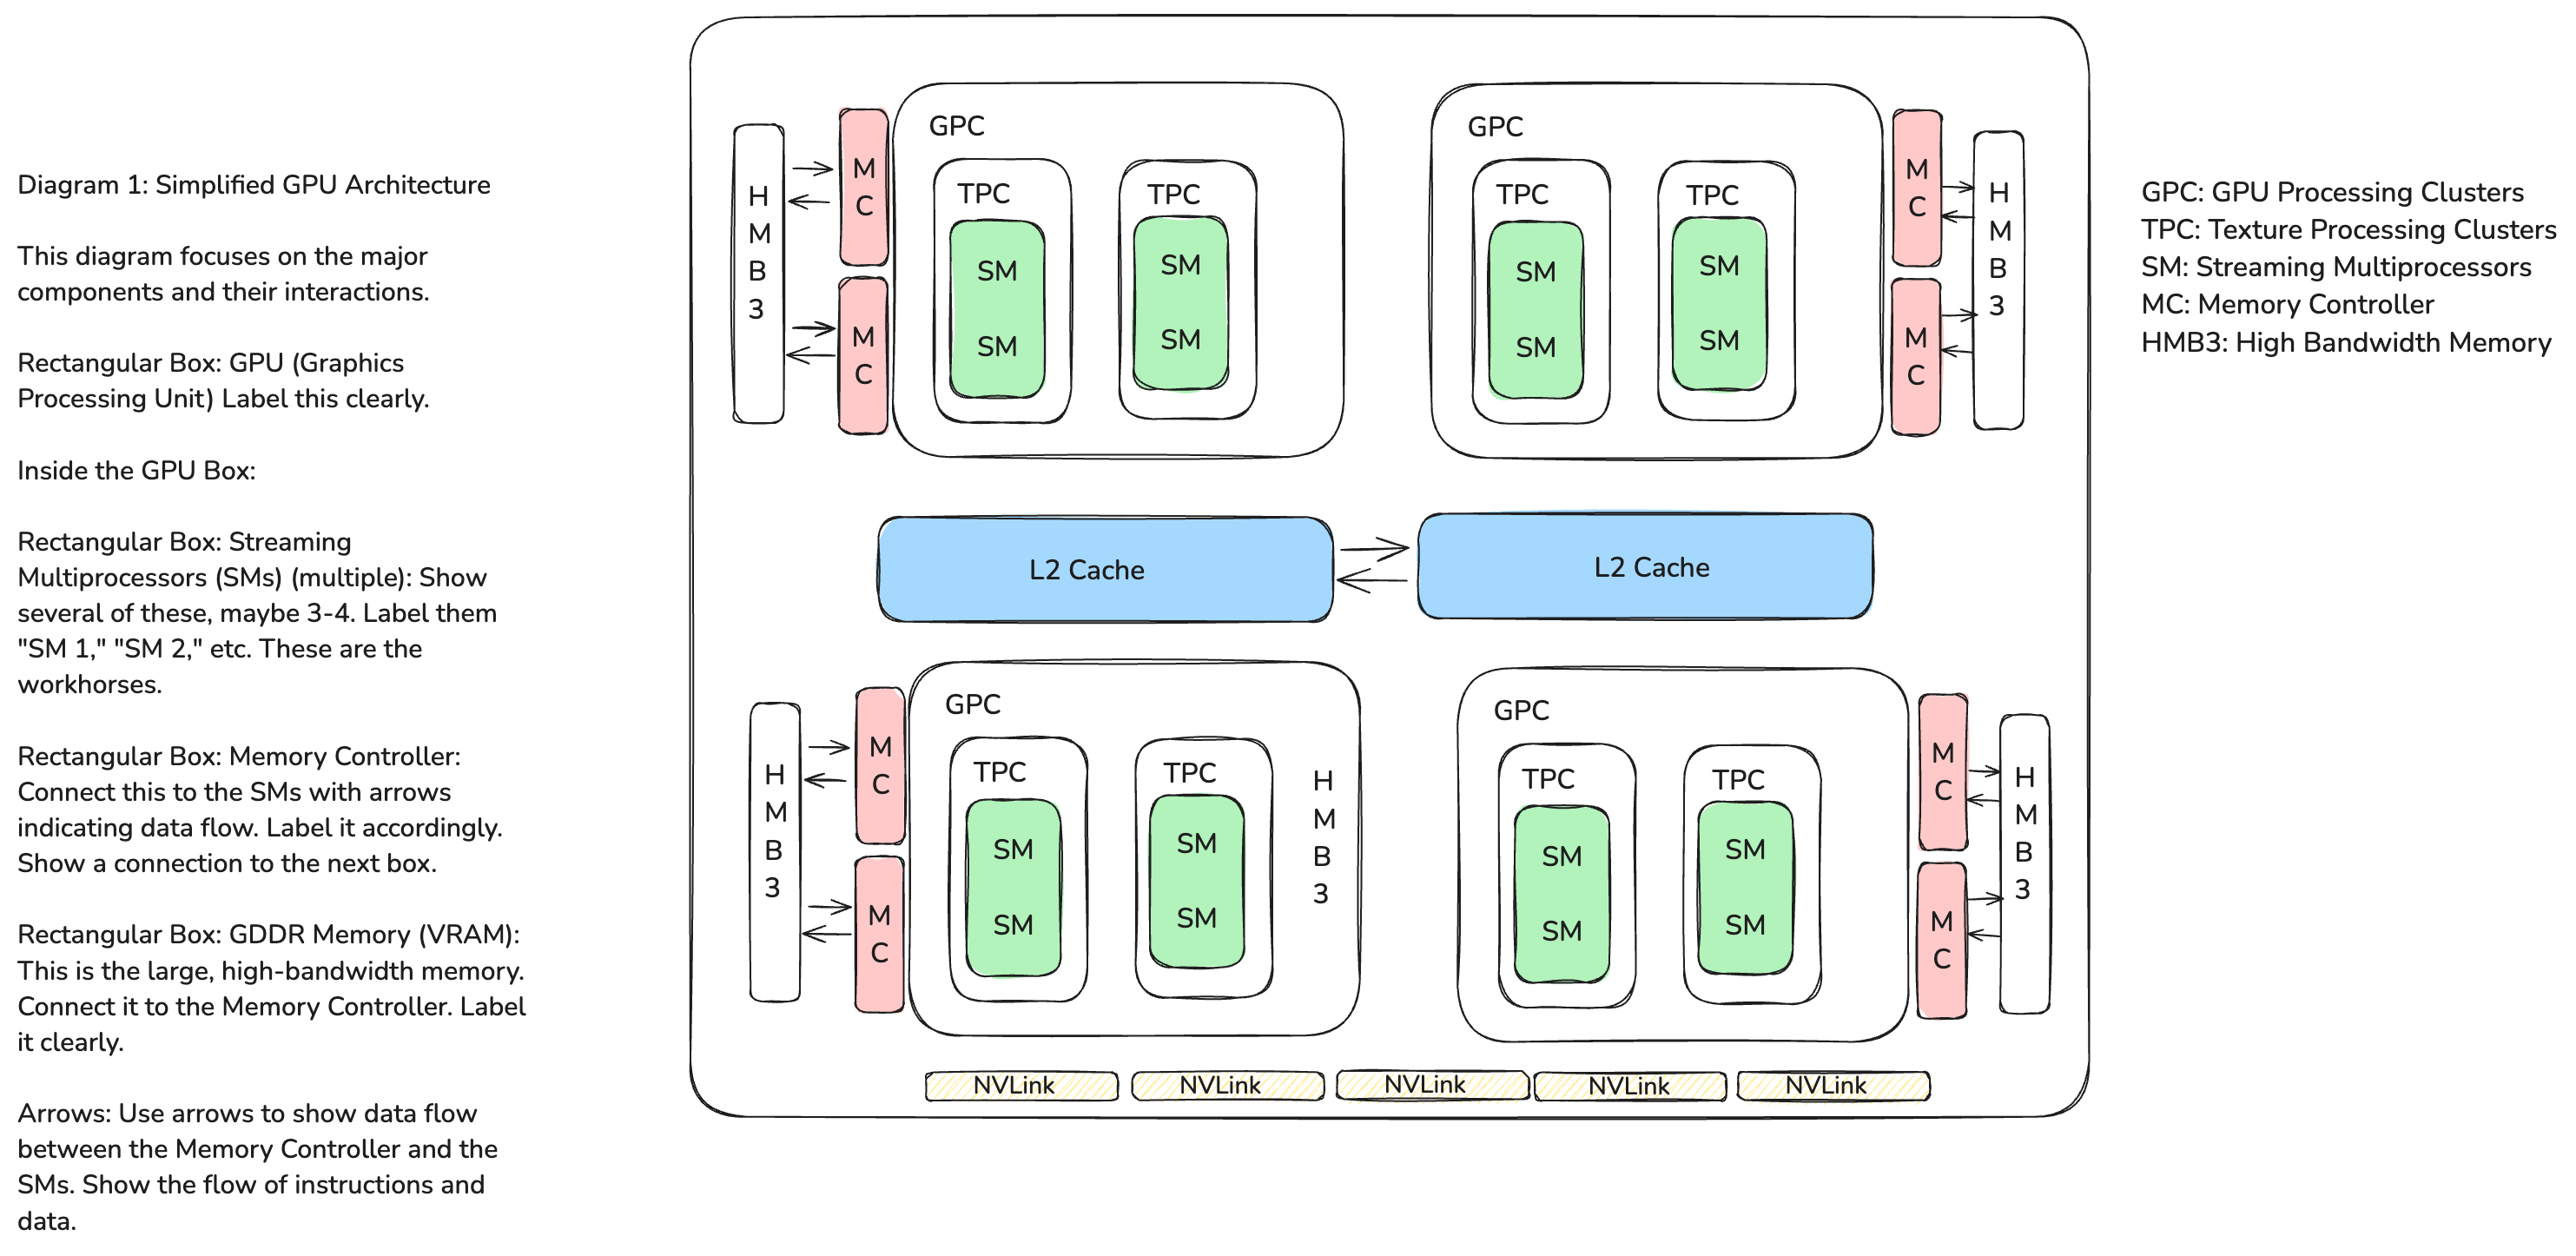 Diagram 1: Simplified GPU Architecture
This diagram focuses on the major
components and their interactions.
Rectangular Box: GPU (Graphics
Processing Unit) Label this clearly.
Inside the GPU Box:
Rectangular Box: Streaming
Multiprocessors (SMs) (multiple): Show
several of these, maybe 3-4. Label them
"SM 1," "SM 2," etc. These are the
workhorses.
Rectangular Box: Memory Controller:
Connect this to the SMs with arrows
indicating data flow. Label it accordingly.
Show a connection to the next box.
Rectangular Box: GDDR Memory (VRAM):
This is the large, high-bandwidth memory.
Connect it to the Memory Controller. Label
it clearly.
Arrows: Use arrows to show data flow
between the Memory Controller and the
SMs. Show the flow of instructions and
data.
H
M
B
3
M
C
M
C
GPC
TPC
SM
SM
TPC
SM
SM
GPC
TPC
SM
SM
TPC
SM
SM
M
C
M
C
H
M
B
3
L2 Cache
L2 Cache
H
M
B
3
M
C
M
C
GPC
TPC
SM
SM
TPC
SM
SM
H
M
B
3
GPC
TPC
SM
SM
TPC
SM
SM
M
C
M
C
H
M
B
3
NVLink
NVLink
NVLink
NVLink
NVLink
GPC: GPU Processing Clusters
TPC: Texture Processing Clusters
SM: Streaming Multiprocessors
MC: Memory Controller
HMB3: High Bandwidth Memory